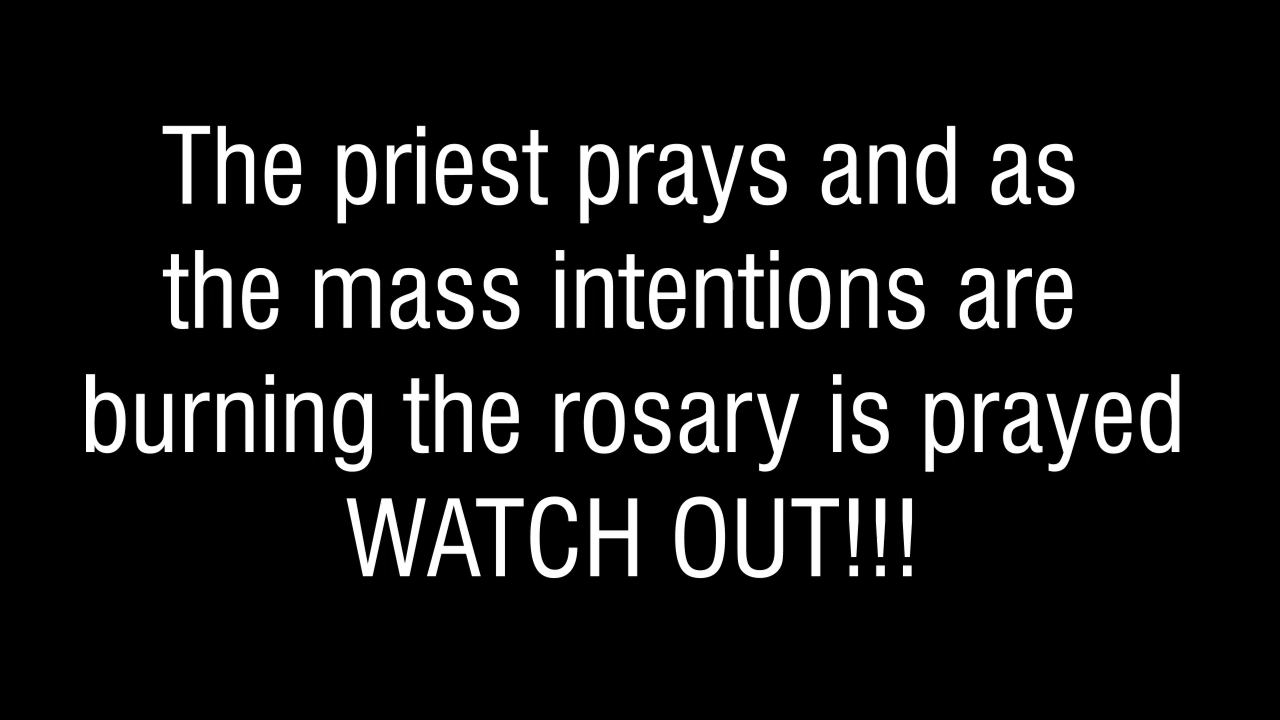 The priest prays and as
the mass intentions are
burning the rosary is prayed
WATCH OUT!!!